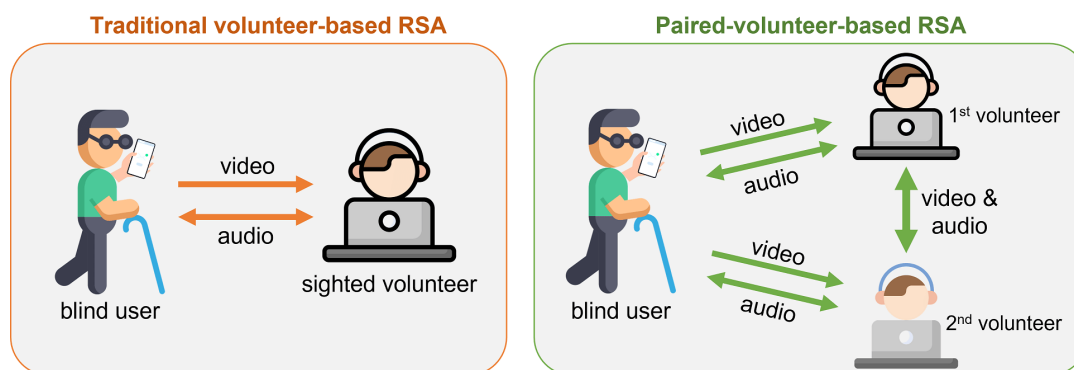 Traditional volunteer-based RSA
video
audio
blind user
sighted volunteer
Paired-volunteer-based RSA
video
audio
1st volunteer
video &
audio
video
audio
blind user
2nd volunteer